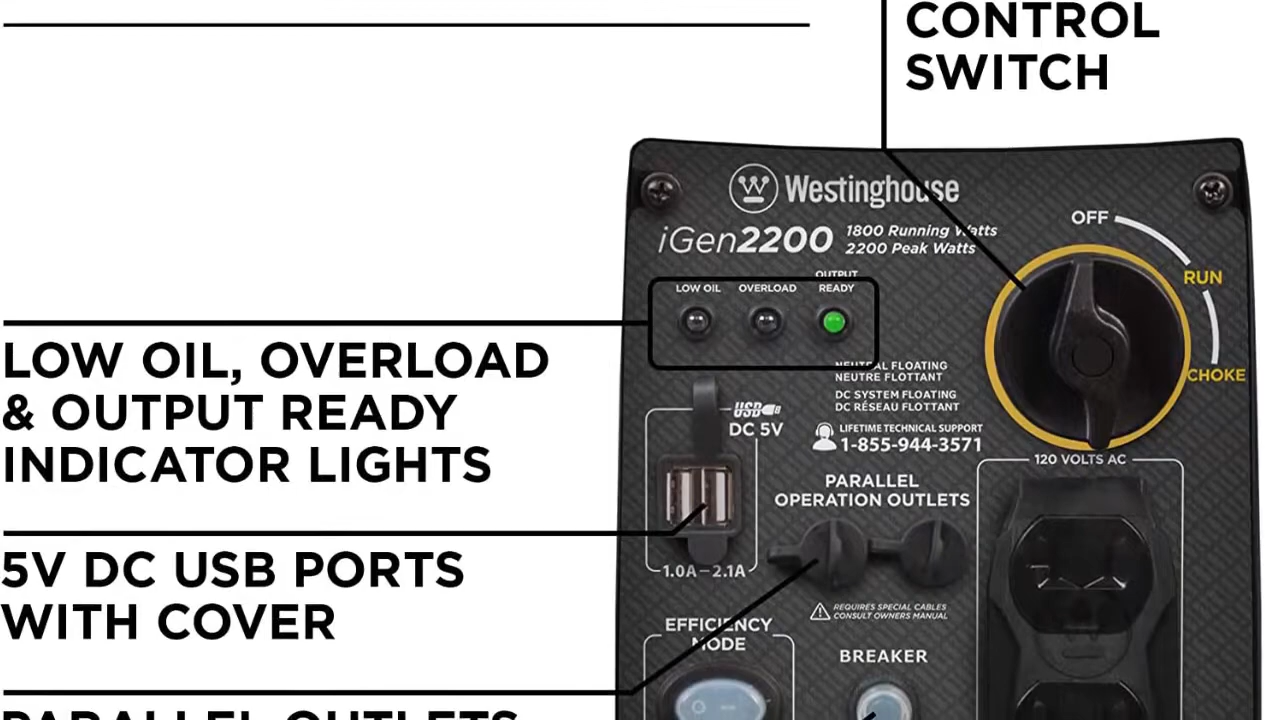 CONTROL
SWITCH
Westinghouse
iGen2200
1800 Running Watts
2200 Peak Watts
OFF
RUN
CHOKE
LOW OIL
OVERLOAD
OUTPUT
READY
LOW OIL, OVERLOAD
& OUTPUT READY
INDICATOR LIGHTS
NEUTRAL FLOATING
NEUTRE FLOTTANT
DC SYSTEM FLOATING
DC RÉSEAU FLOTTANT
USB
DC 5V
LIFETIME TECHNICAL SUPPORT
1-855-944-3571
120 VOLTS AC
PARALLEL
OPERATION OUTLETS
1.0A–2.1A
5V DC USB PORTS
WITH COVER
REQUIRES SPECIAL CABLES
CONSULT OWNERS MANUAL
EFFICIENCY
MODE
BREAKER
PARALLEL OUTLETS